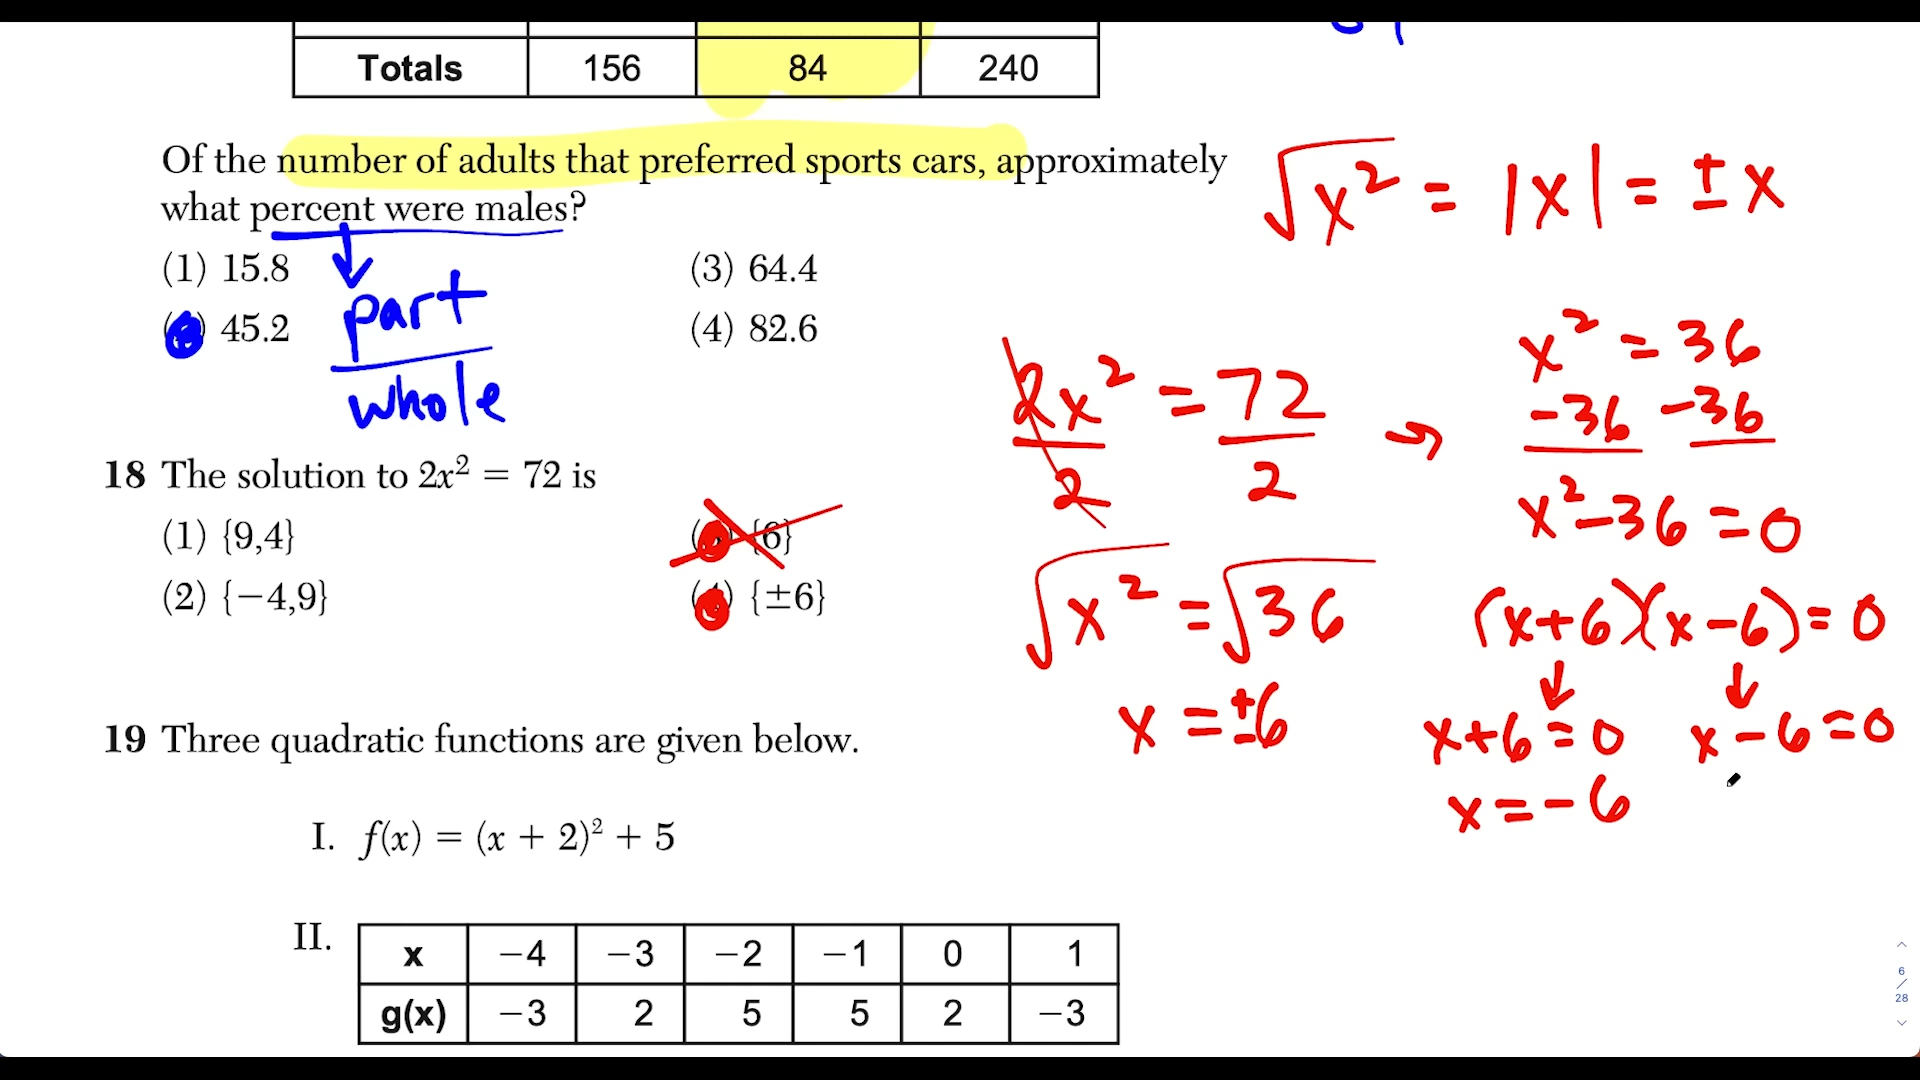 Totals 156 84 240
Of the number of adults that preferred sports cars, approximately
what percent were males?
(1) 15.8 (3) 64.4
45.2 (4) 82.6
part
whole
18 The solution to 2x² = 72 is
(1) {9,4} {6}
(2) {−4,9} {±6}
19 Three quadratic functions are given below.
I. f(x) = (x + 2)² + 5
II.
x −4 −3 −2 −1 0 1
g(x) −3 2 5 5 2 −3
√x² = |x| = ±x
2x² = 72
2 2
√x² = √36
x = ±6
x² = 36
−36 −36
x² − 36 = 0
(x+6)(x−6) = 0
x+6=0 x−6=0
x=−6
6
/
28